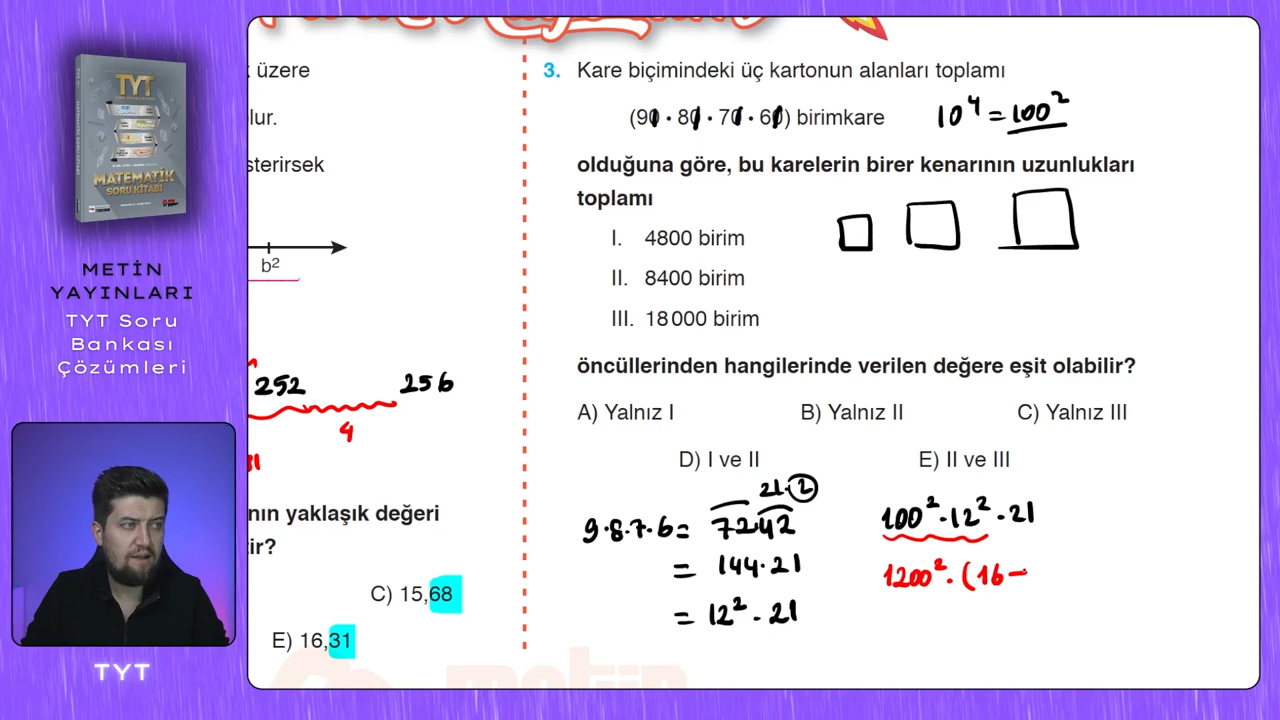 TYT
MATEMATİK
SORU KİTABI
METİN
YAYINLARI
TYT Soru
Bankası
Çözümleri
TYT
üzere
lur.
sterirsek
b²
252
256
4
nın yaklaşık değeri
ir?
C) 15,68
E) 16,31
3. Kare biçimindeki üç kartonun alanları toplamı
(90 · 80 · 70 · 60) birimkare
10⁴ = 100²
olduğuna göre, bu karelerin birer kenarının uzunlukları
toplamı
I. 4800 birim
II. 8400 birim
III. 18000 birim
öncüllerinden hangilerinde verilen değere eşit olabilir?
A) Yalnız I B) Yalnız II C) Yalnız III
D) I ve II E) II ve III
21·2
9·8·7·6 = 72·42
= 144·21
= 12² · 21
100² · 12² · 21
1200² · (16 –